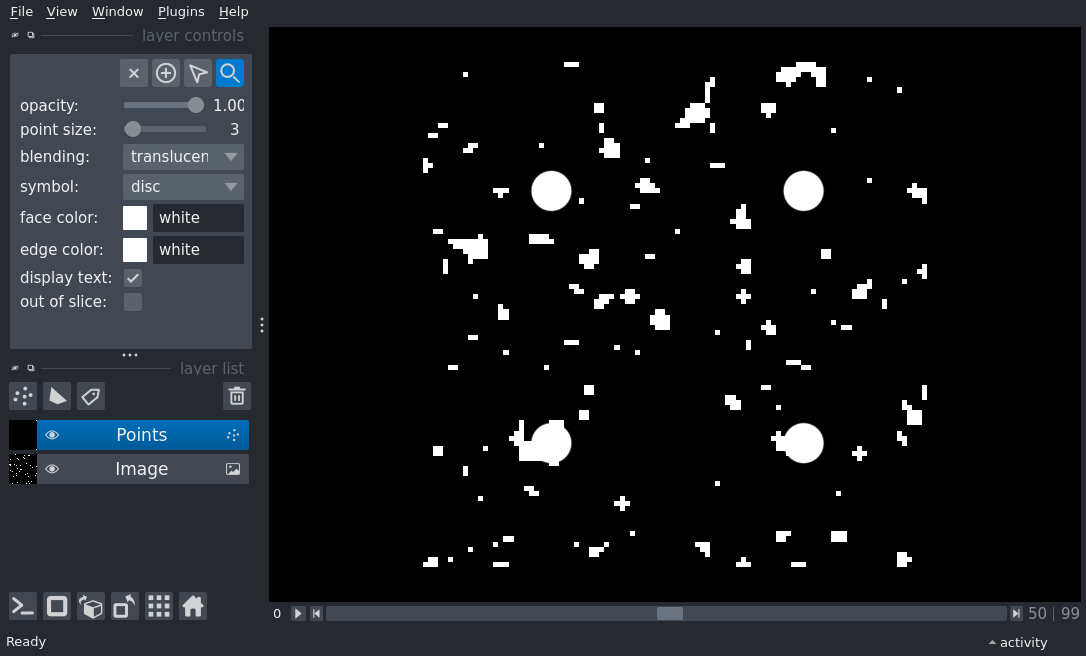 File View Window Plugins Help
layer controls
opacity: 1.00
point size: 3
blending: translucen
symbol: disc
face color: white
edge color: white
display text:
out of slice:
layer list
Points
Image
0 50 | 99
Ready activity